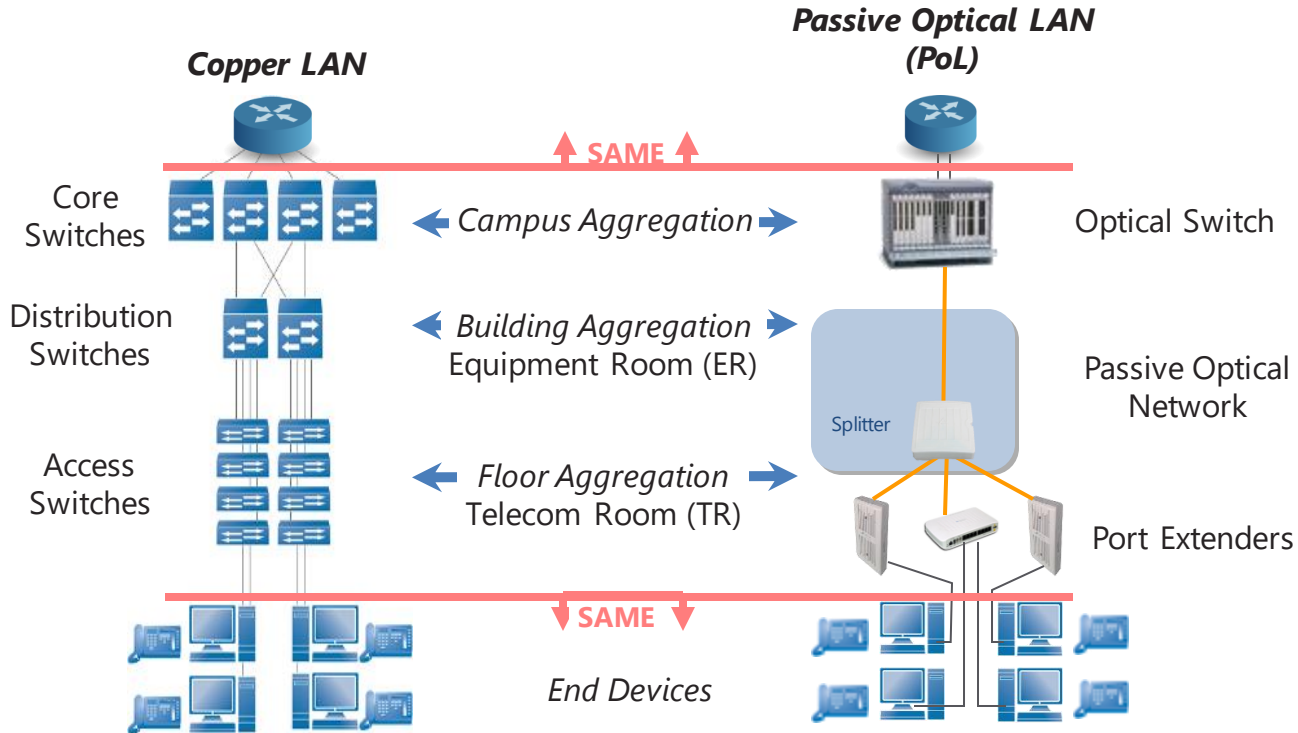 Copper LAN
Passive Optical LAN
(PoL)
SAME
Core
Switches
Campus Aggregation
Optical Switch
Distribution
Switches
Building Aggregation
Equipment Room (ER)
Passive Optical
Network
Splitter
Access
Switches
Floor Aggregation
Telecom Room (TR)
Port Extenders
SAME
End Devices